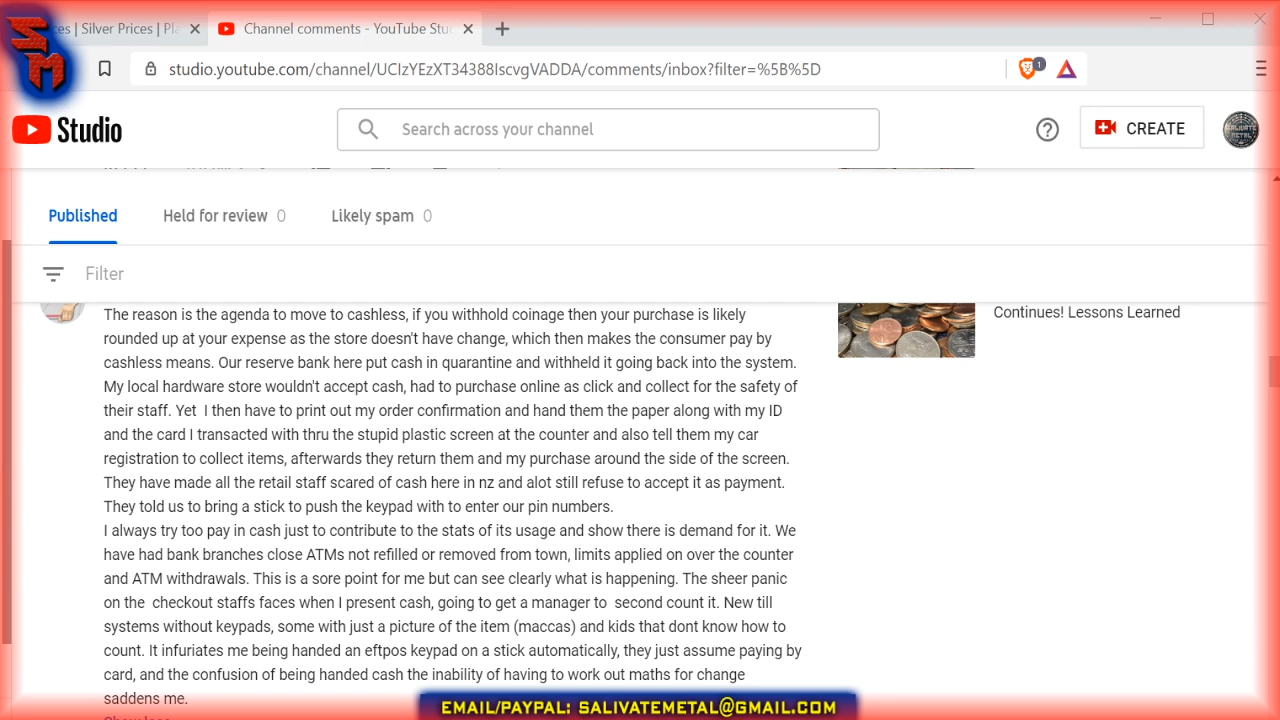 SM
es | Silver Prices | Pla
Channel comments - YouTube Stu
studio.youtube.com/channel/UCIzYEzXT34388IscvgVADDA/comments/inbox?filter=%5B%5D
1
Studio
Search across your channel
CREATE
Published
Held for review 0
Likely spam 0
Filter
The reason is the agenda to move to cashless, if you withhold coinage then your purchase is likely
rounded up at your expense as the store doesn't have change, which then makes the consumer pay by
cashless means. Our reserve bank here put cash in quarantine and withheld it going back into the system.
My local hardware store wouldn't accept cash, had to purchase online as click and collect for the safety of
their staff. Yet I then have to print out my order confirmation and hand them the paper along with my ID
and the card I transacted with thru the stupid plastic screen at the counter and also tell them my car
registration to collect items, afterwards they return them and my purchase around the side of the screen.
They have made all the retail staff scared of cash here in nz and alot still refuse to accept it as payment.
They told us to bring a stick to push the keypad with to enter our pin numbers.
I always try too pay in cash just to contribute to the stats of its usage and show there is demand for it. We
have had bank branches close ATMs not refilled or removed from town, limits applied on over the counter
and ATM withdrawals. This is a sore point for me but can see clearly what is happening. The sheer panic
on the checkout staffs faces when I present cash, going to get a manager to second count it. New till
systems without keypads, some with just a picture of the item (maccas) and kids that dont know how to
count. It infuriates me being handed an eftpos keypad on a stick automatically, they just assume paying by
card, and the confusion of being handed cash the inability of having to work out maths for change
saddens me.
Continues! Lessons Learned
EMAIL/PAYPAL: SALIVATEMETAL@GMAIL.COM